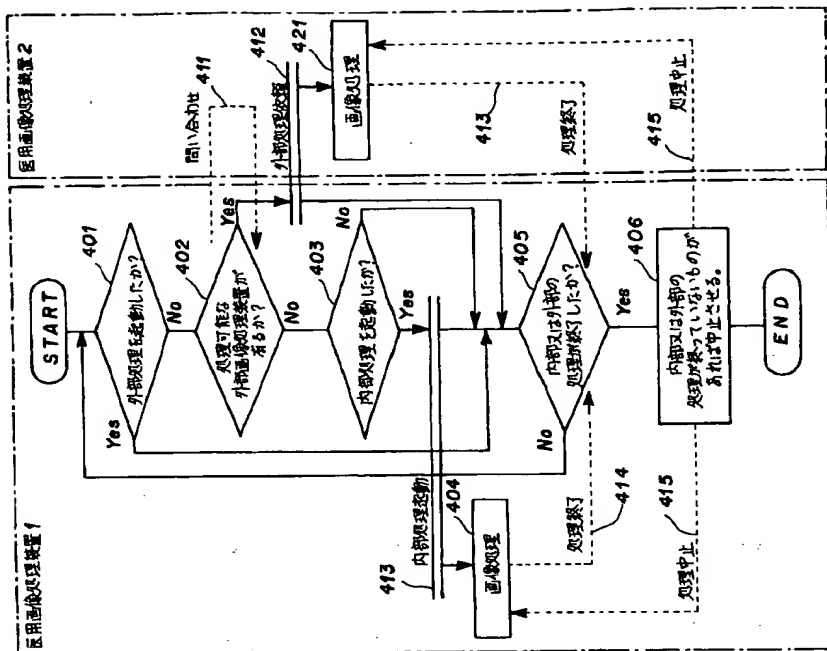 医用画像処理装置1
医用画像処理装置2
START
401
外部処理を起動したか?
Yes
No
402
処理可能な
外部画像処理装置が
有るか?
Yes
No
問い合わせ
411
外部処理依頼
412
421
画像処理
403
内部処理を起動したか?
No
Yes
413
内部処理起動
404
画像処理
413
処理終了
405
内部又は外部の
処理が終了したか?
No
Yes
処理終了
414
406
内部又は外部の
処理が終っていないものが
あれば中止させる。
処理中止
415
処理中止
415
END